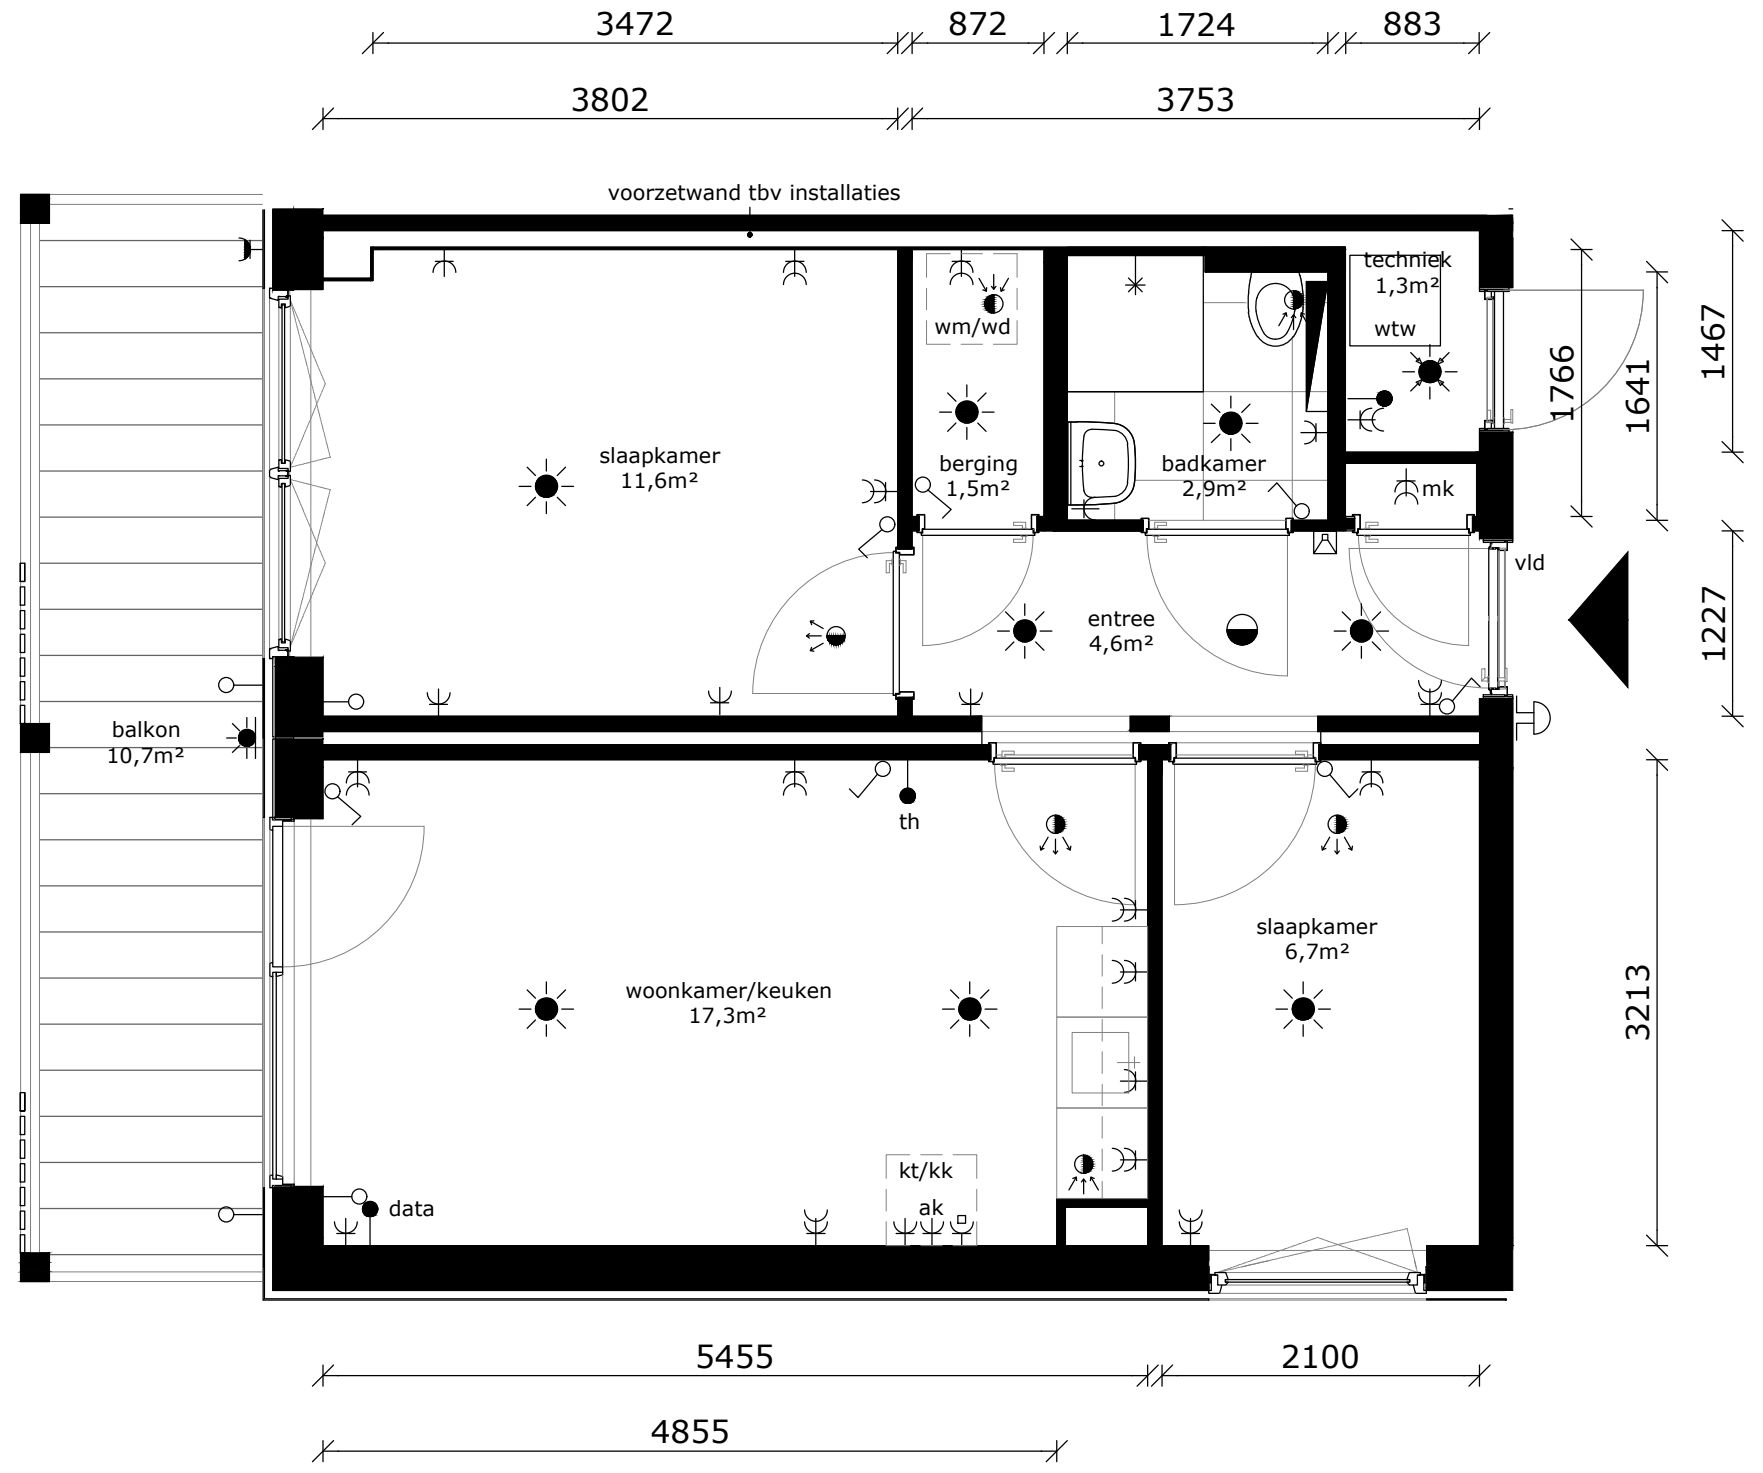 3472
872
1724
883
3802
3753
voorzetwand tbv installaties
techniek
1,3m²
wtw
wm/wd
1766
1641
1467
slaapkamer
11,6m²
berging
1,5m²
badkamer
2,9m²
mk
vld
entree
4,6m²
1227
balkon
10,7m²
th
slaapkamer
6,7m²
woonkamer/keuken
17,3m²
3213
kt/kk
ak
data
5455
2100
4855